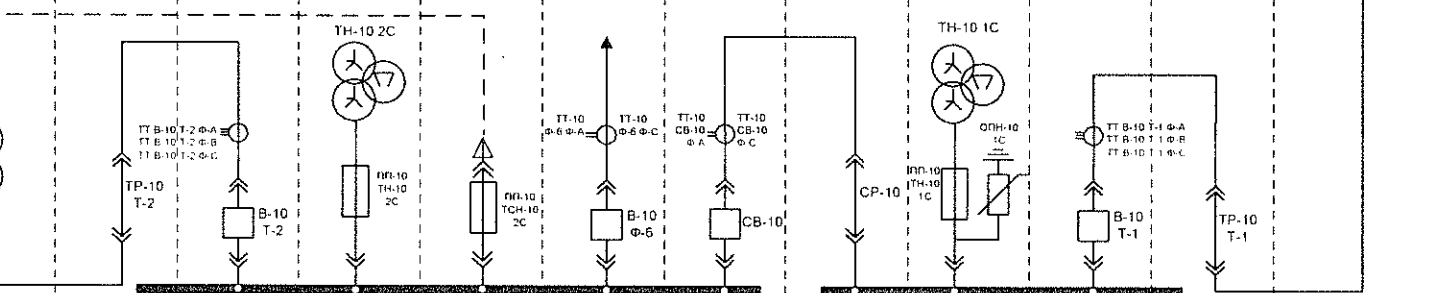 ТН-10 2С
ТТ В-10 Т-2 Ф-А
ТТ В-10 Т-2 Ф-В
ТТ В-10 Т-2 Ф-С
ТР-10
Т-2
В-10
Т-2
ПП-10
ТН-10
2С
ПП-10
ТСН-10
2С
ТТ-10
Ф-6 Ф-А
ТТ-10
Ф-6 Ф-С
В-10
Ф-6
ТТ-10
СВ-10
Ф А
ТТ-10
СВ-10
Ф С
СВ-10
СР-10
ТН-10 1С
ОПН-10
1С
ПП-10
ТН-10
1С
ТТ В-10 Т-1 Ф-А
ТТ В-10 Т-1 Ф-В
ТТ В-10 Т-1 Ф-С
В-10
Т-1
ТР-10
Т-1